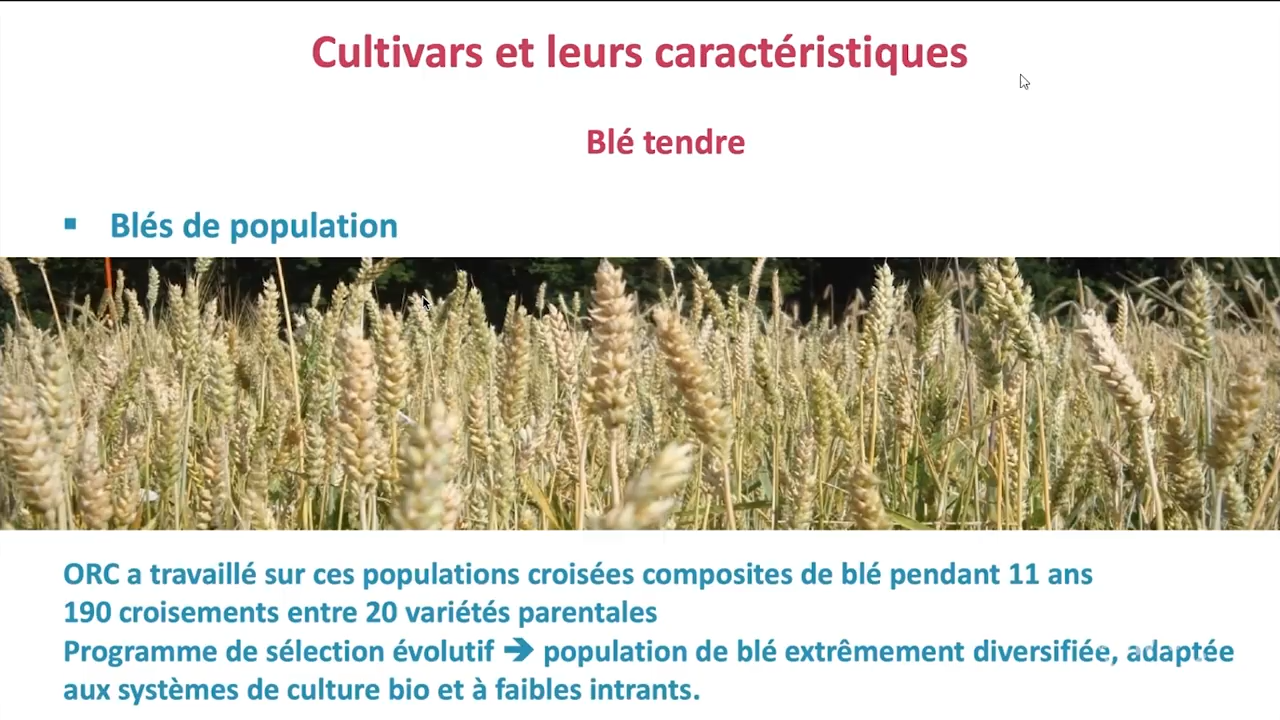 Cultivars et leurs caractéristiques
Blé tendre
▪ Blés de population
ORC a travaillé sur ces populations croisées composites de blé pendant 11 ans
190 croisements entre 20 variétés parentales
Programme de sélection évolutif ➔ population de blé extrêmement diversifiée, adaptée
aux systèmes de culture bio et à faibles intrants.